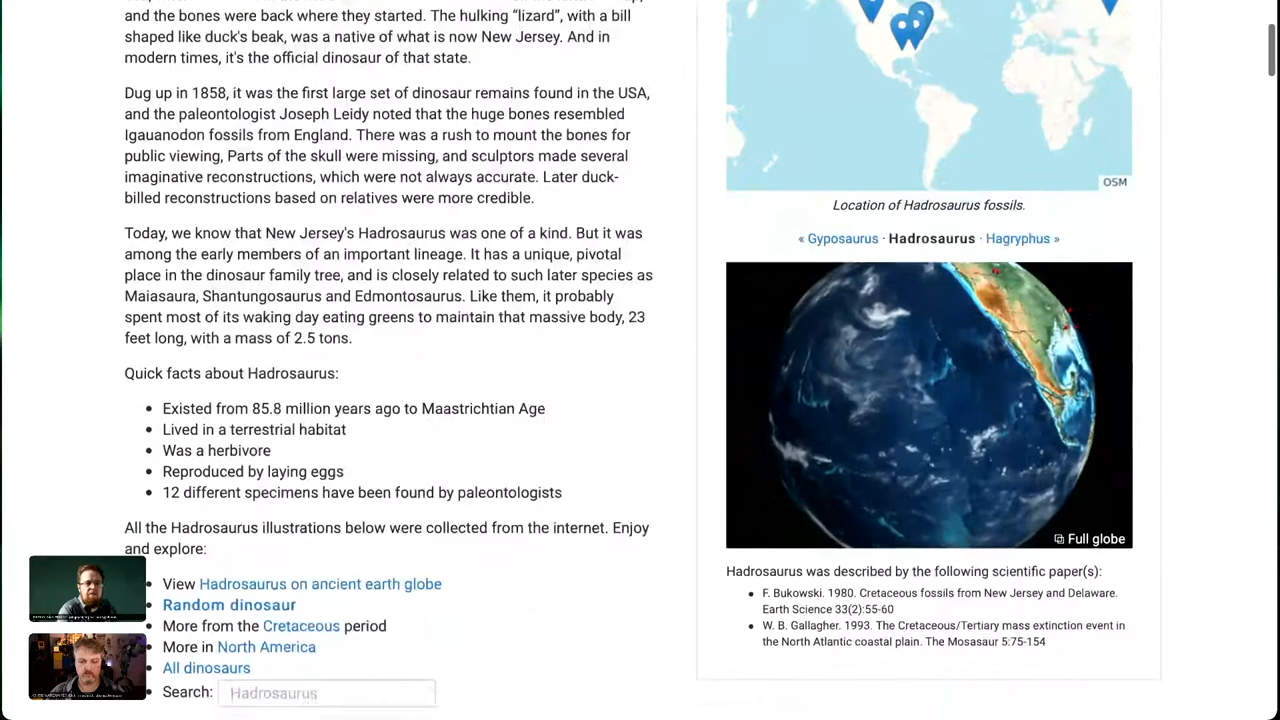 and the bones were back where they started. The hulking “lizard”, with a bill
shaped like duck's beak, was a native of what is now New Jersey. And in
modern times, it's the official dinosaur of that state.
Dug up in 1858, it was the first large set of dinosaur remains found in the USA,
and the paleontologist Joseph Leidy noted that the huge bones resembled
Igauanodon fossils from England. There was a rush to mount the bones for
public viewing, Parts of the skull were missing, and sculptors made several
imaginative reconstructions, which were not always accurate. Later duck-
billed reconstructions based on relatives were more credible.
Today, we know that New Jersey's Hadrosaurus was one of a kind. But it was
among the early members of an important lineage. It has a unique, pivotal
place in the dinosaur family tree, and is closely related to such later species as
Maiasaura, Shantungosaurus and Edmontosaurus. Like them, it probably
spent most of its waking day eating greens to maintain that massive body, 23
feet long, with a mass of 2.5 tons.
Quick facts about Hadrosaurus:
• Existed from 85.8 million years ago to Maastrichtian Age
• Lived in a terrestrial habitat
• Was a herbivore
• Reproduced by laying eggs
• 12 different specimens have been found by paleontologists
All the Hadrosaurus illustrations below were collected from the internet. Enjoy
and explore:
• View Hadrosaurus on ancient earth globe
• Random dinosaur
• More from the Cretaceous period
• More in North America
• All dinosaurs
• Search: Hadrosaurus
OSM
Location of Hadrosaurus fossils.
« Gyposaurus · Hadrosaurus · Hagryphus »
Full globe
Hadrosaurus was described by the following scientific paper(s):
• F. Bukowski. 1980. Cretaceous fossils from New Jersey and Delaware.
Earth Science 33(2):55-60
• W. B. Gallagher. 1993. The Cretaceous/Tertiary mass extinction event in
the North Atlantic coastal plain. The Mosasaur 5:75-154